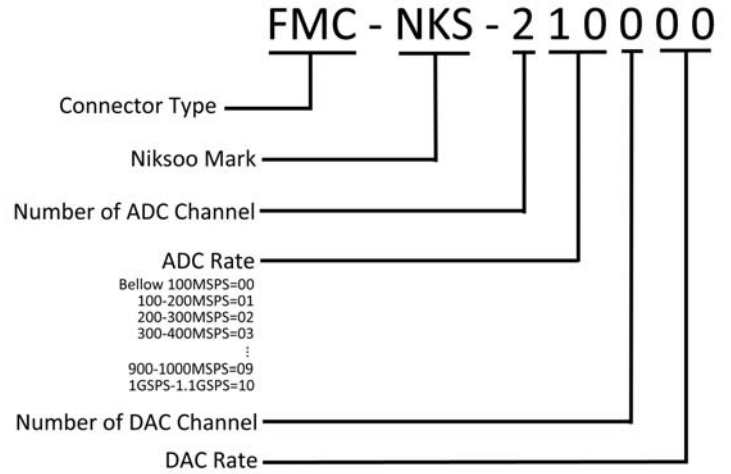 FMC - NKS - 2 1 0 0 0 0
Connector Type
Niksoo Mark
Number of ADC Channel
ADC Rate
Bellow 100MSPS=00
100-200MSPS=01
200-300MSPS=02
300-400MSPS=03
⋮
900-1000MSPS=09
1GSPS-1.1GSPS=10
Number of DAC Channel
DAC Rate